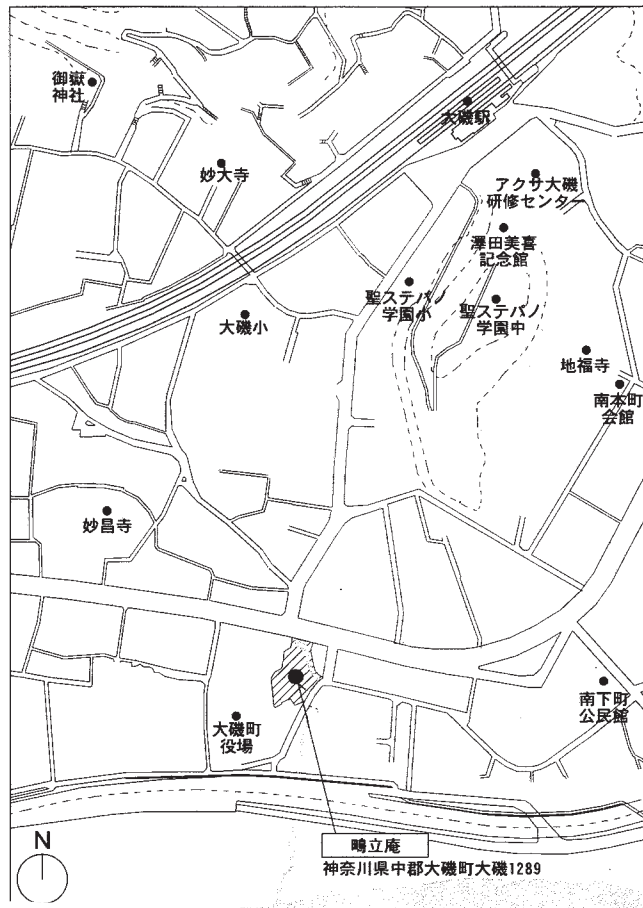 御嶽
神社
大磯駅
妙大寺
アクサ大磯
研修センター
澤田美喜
記念館
聖ステパノ
学園小
聖ステパノ
学園中
大磯小
地福寺
南本町
会館
妙昌寺
南下町
公民館
大磯町
役場
N
鴫立庵
神奈川県中郡大磯町大磯1289